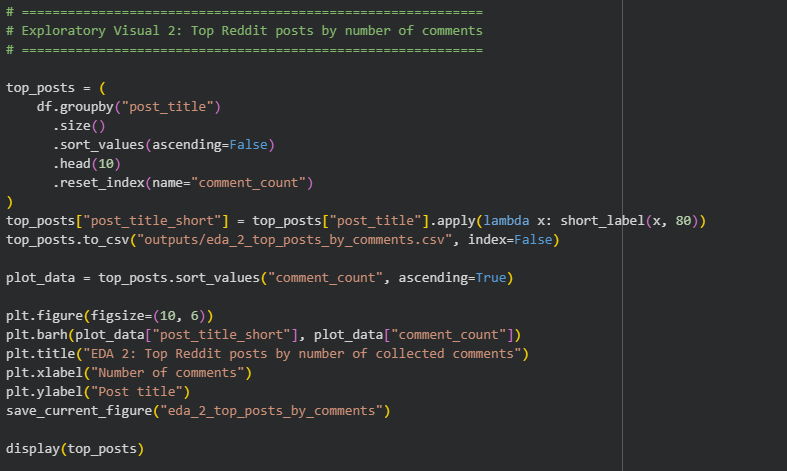 # ============================================================
# Exploratory Visual 2: Top Reddit posts by number of comments
# ============================================================

top_posts = (
    df.groupby("post_title")
      .size()
      .sort_values(ascending=False)
      .head(10)
      .reset_index(name="comment_count")
)
top_posts["post_title_short"] = top_posts["post_title"].apply(lambda x: short_label(x, 80))
top_posts.to_csv("outputs/eda_2_top_posts_by_comments.csv", index=False)

plot_data = top_posts.sort_values("comment_count", ascending=True)

plt.figure(figsize=(10, 6))
plt.barh(plot_data["post_title_short"], plot_data["comment_count"])
plt.title("EDA 2: Top Reddit posts by number of collected comments")
plt.xlabel("Number of comments")
plt.ylabel("Post title")
save_current_figure("eda_2_top_posts_by_comments")

display(top_posts)